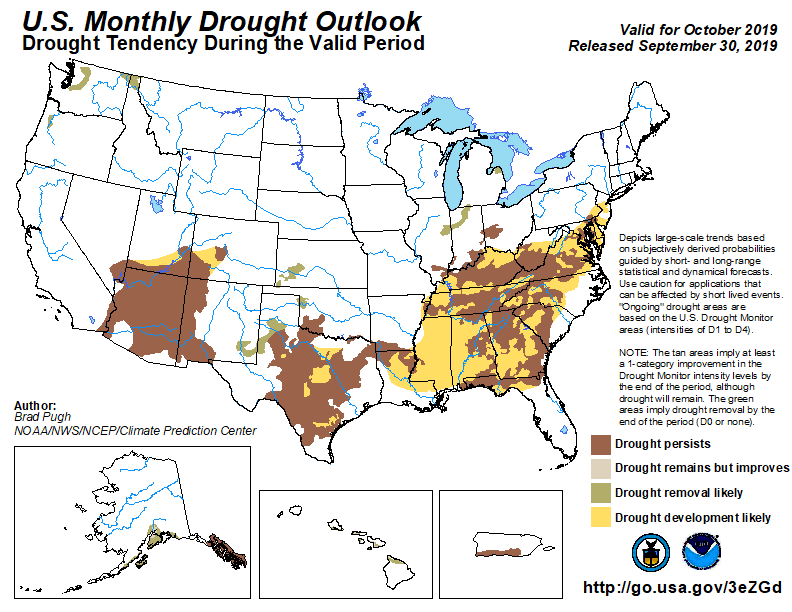 U.S. Monthly Drought Outlook
Drought Tendency During the Valid Period
Valid for October 2019
Released September 30, 2019
Depicts large-scale trends based
on subjectively derived probabilities
guided by short- and long-range
statistical and dynamical forecasts.
Use caution for applications that
can be affected by short lived events.
"Ongoing" drought areas are
based on the U.S. Drought Monitor
areas (intensities of D1 to D4).
NOTE: The tan areas imply at least
a 1-category improvement in the
Drought Monitor intensity levels by
the end of the period, although
drought will remain. The green
areas imply drought removal by the
end of the period (D0 or none).
Author:
Brad Pugh
NOAA/NWS/NCEP/Climate Prediction Center
Drought persists
Drought remains but improves
Drought removal likely
Drought development likely
http://go.usa.gov/3eZGd